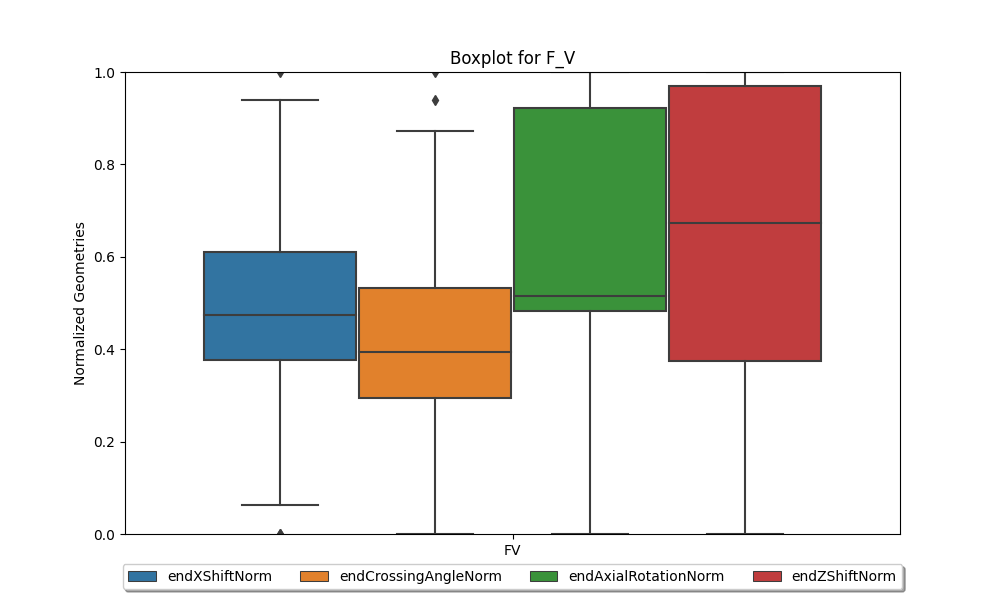 Boxplot for F_V
Normalized Geometries
1.0
0.8
0.6
0.4
0.2
0.0
FV
endXShiftNorm endCrossingAngleNorm endAxialRotationNorm endZShiftNorm